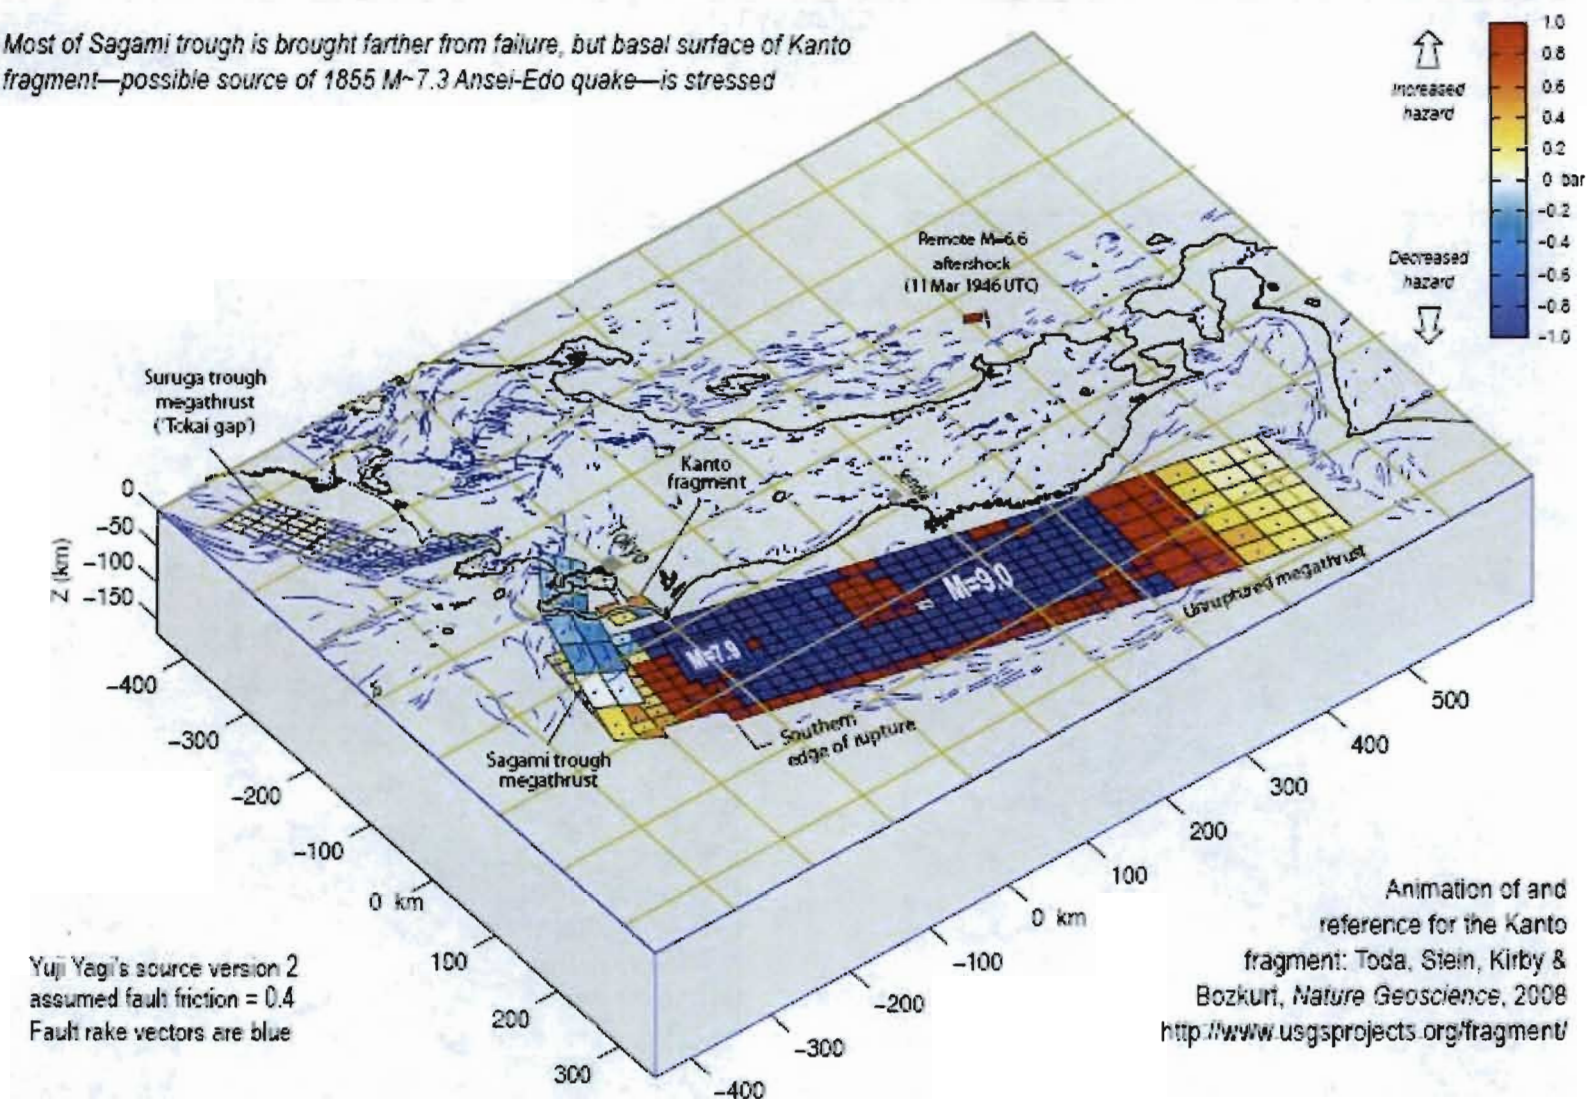 Most of Sagami trough is brought farther from failure, but basal surface of Kanto
fragment—possible source of 1855 M~7.3 Ansei-Edo quake—is stressed
Increased
hazard
Decreased
hazard
1.0
0.8
0.6
0.4
0.2
0 bar
-0.2
-0.4
-0.6
-0.8
-1.0
Remote M=6.6
aftershock
(11 Mar 1946 UTC)
Suruga trough
megathrust
('Tokai gap')
Kanto
fragment
Tokyo
M=9.0
M=7.9
Unruptured megathrust
Southern
edge of rupture
Sagami trough
megathrust
Z (km)
0
-50
-100
-150
-400
-300
-200
-100
0 km
100
200
300
500
400
300
200
100
0 km
-100
-200
-300
-400
Yuji Yagi's source version 2
assumed fault friction = 0.4
Fault rake vectors are blue
Animation of and
reference for the Kanto
fragment: Toda, Stein, Kirby &
Bozkurt, Nature Geoscience, 2008
http://www.usgsprojects.org/fragment/